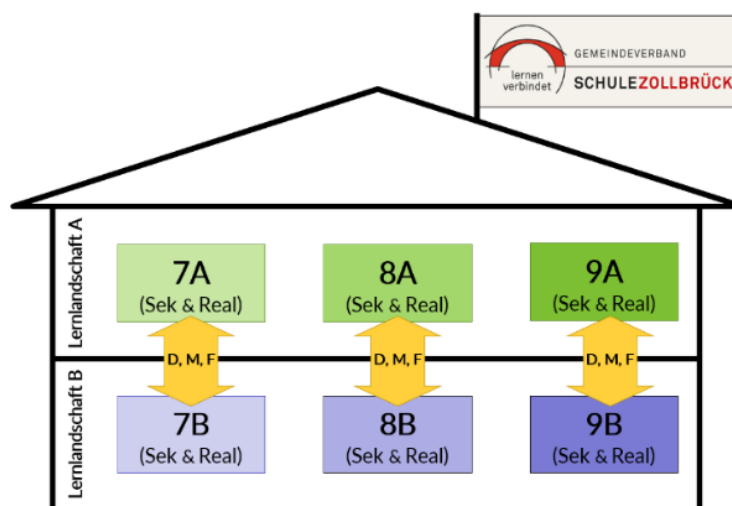 GEMEINDEVERBAND
lernen
verbindet
SCHULEZOLLBRÜCK
Lernlandschaft A
7A
(Sek & Real)
8A
(Sek & Real)
9A
(Sek & Real)
D, M, F
D, M, F
D, M, F
Lernlandschaft B
7B
(Sek & Real)
8B
(Sek & Real)
9B
(Sek & Real)